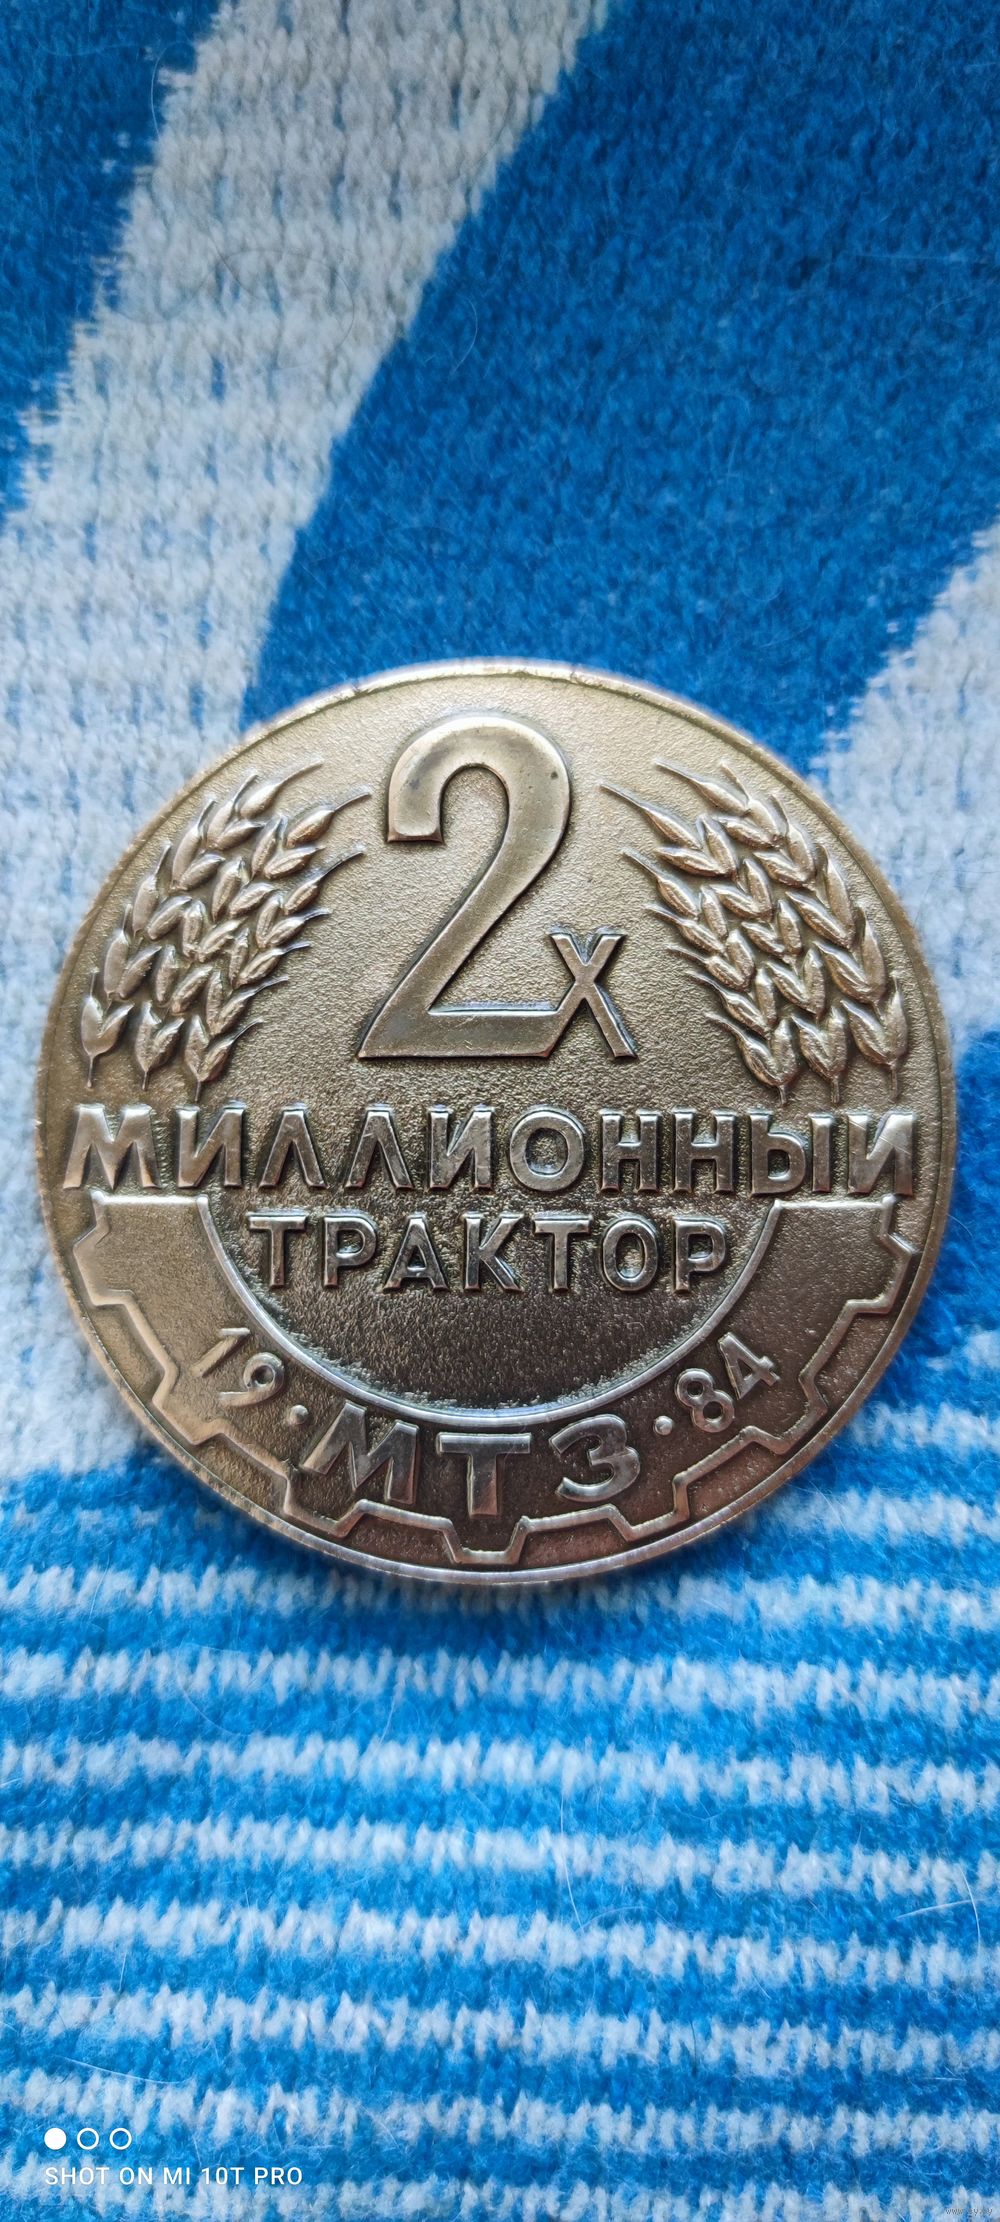 2х
МИЛЛИОННЫЙ
ТРАКТОР
19·МТЗ·84
SHOT ON MI 10T PRO